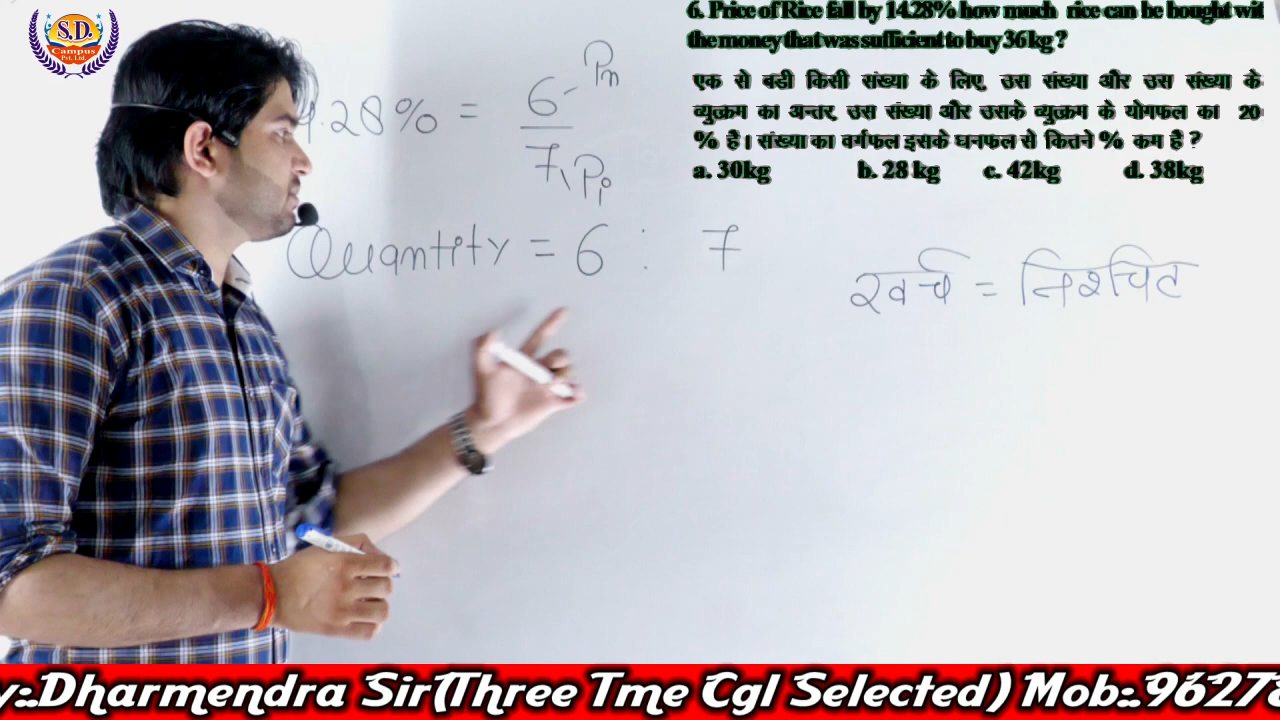 S.D.
Campus
Pvt. Ltd.
6. Price of Rice fall by 14.28% how much rice can be bought wit
the money that was sufficient to buy 36 kg ?
एक से बडी किसी संख्या के लिए, उस संख्या और उस संख्या के
व्युत्क्रम का अन्तर, उस संख्या और उसके व्युत्क्रम के योगफल का 20
% है। संख्या का वर्गफल इसके घनफल से कितने % कम है ?
a. 30kg b. 28 kg c. 42kg d. 38kg
4.28% = 6 Pn
7 Pi
Quantity = 6 : 7
खर्च = निश्चित
y:.Dharmendra Sir(Three Tme Cgl Selected) Mob:.96278